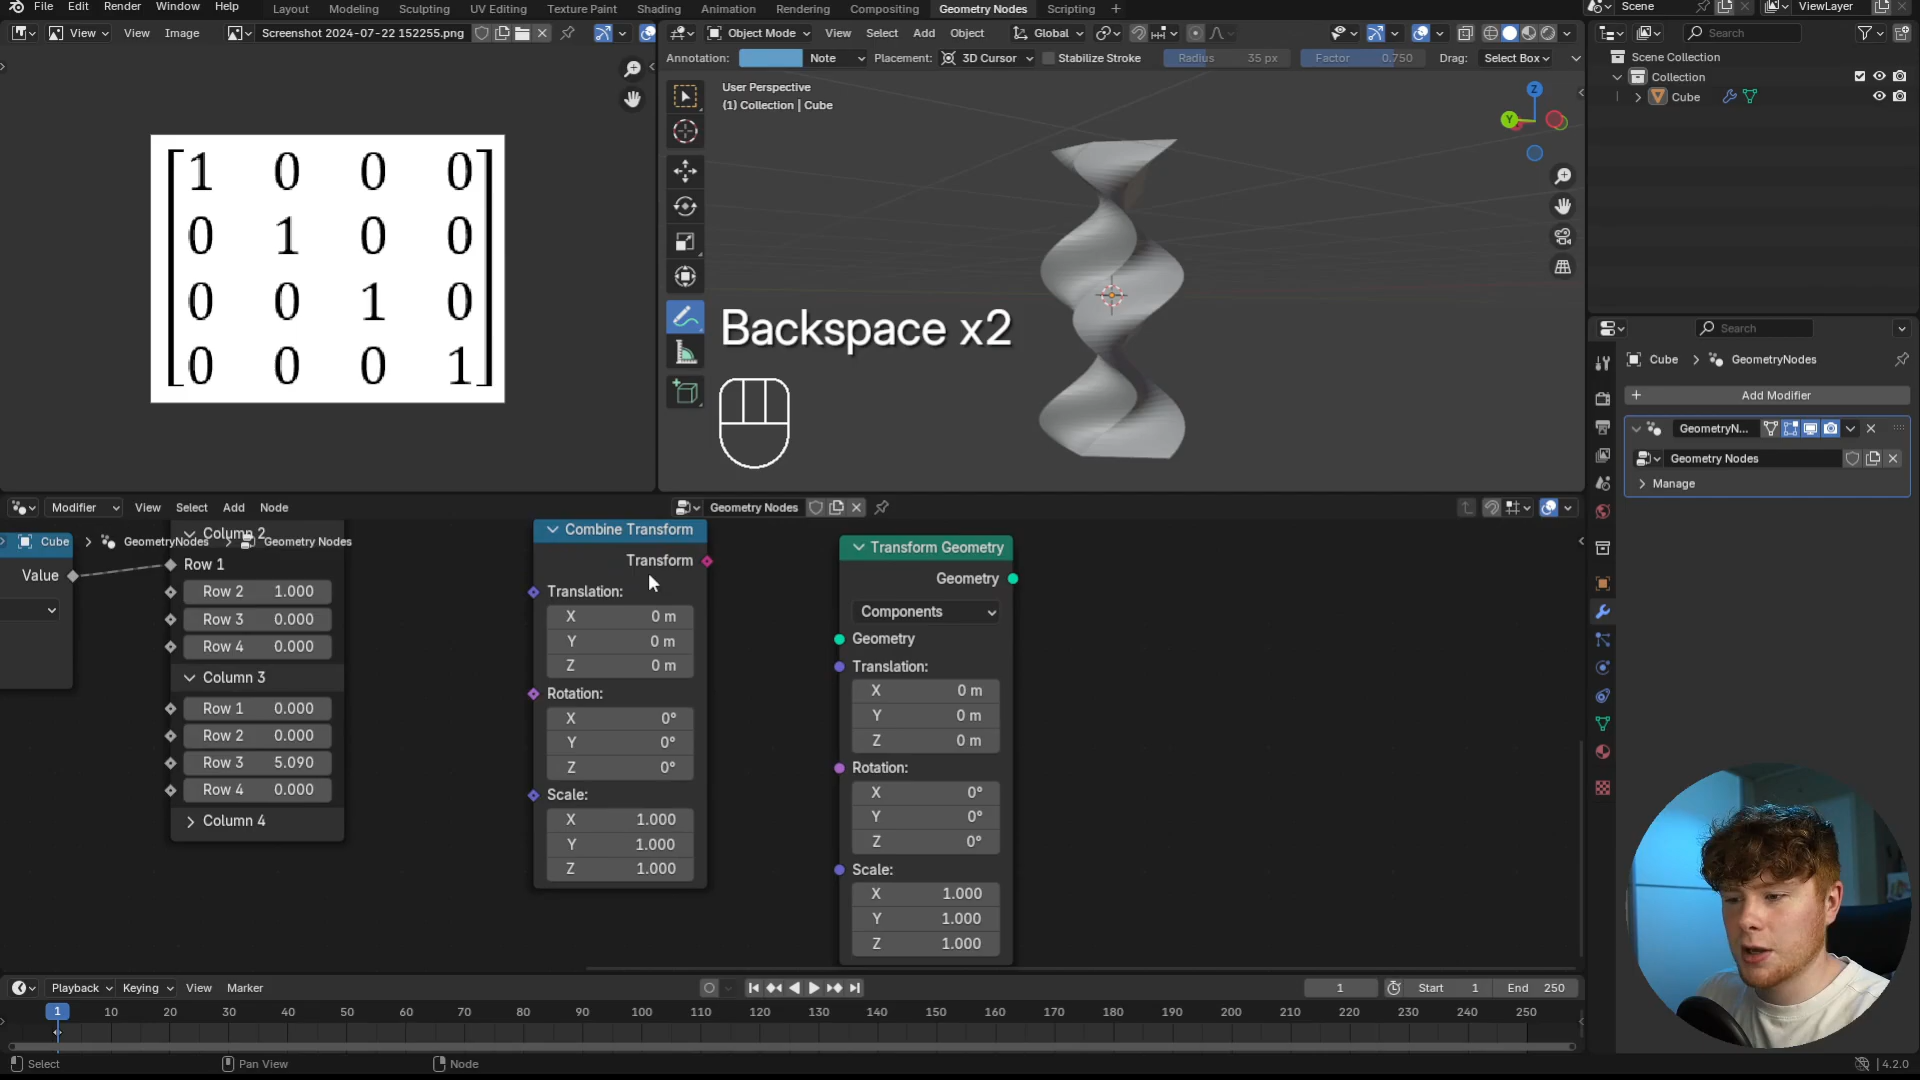 File Edit Render Window Help Layout Modeling Sculpting UV Editing Texture Paint Shading Animation Rendering Compositing Geometry Nodes Scripting + Scene ViewLayer
View View Image Screenshot 2024-07-22 152255.png
Object Mode View Select Add Object Global
Search
Annotation: Note Placement: 3D Cursor Stabilize Stroke Radius 35 px Factor 0.750 Drag: Select Box
Scene Collection
Collection
Cube
User Perspective
(1) Collection | Cube
Z
Y
1 0 0 0
0 1 0 0
0 0 1 0
0 0 0 1
Backspace x2
Search
Cube > GeometryNodes
+ Add Modifier
GeometryN...
Geometry Nodes
Manage
Modifier View Select Add Node Geometry Nodes
Cube > GeometryNodes > Geometry Nodes
Value
Column 2
Row 1
Row 2 1.000
Row 3 0.000
Row 4 0.000
Column 3
Row 1 0.000
Row 2 0.000
Row 3 5.090
Row 4 0.000
Column 4
Combine Transform
Transform
Translation:
X 0 m
Y 0 m
Z 0 m
Rotation:
X 0°
Y 0°
Z 0°
Scale:
X 1.000
Y 1.000
Z 1.000
Transform Geometry
Geometry
Components
Geometry
Translation:
X 0 m
Y 0 m
Z 0 m
Rotation:
X 0°
Y 0°
Z 0°
Scale:
X 1.000
Y 1.000
Z 1.000
Playback Keying View Marker 1 Start 1 End 250
1 10 20 30 40 50 60 70 80 90 100 110 120 130 140 150 160 170 180 190 200 210 220 230 240 250
Select Pan View Node 4.2.0